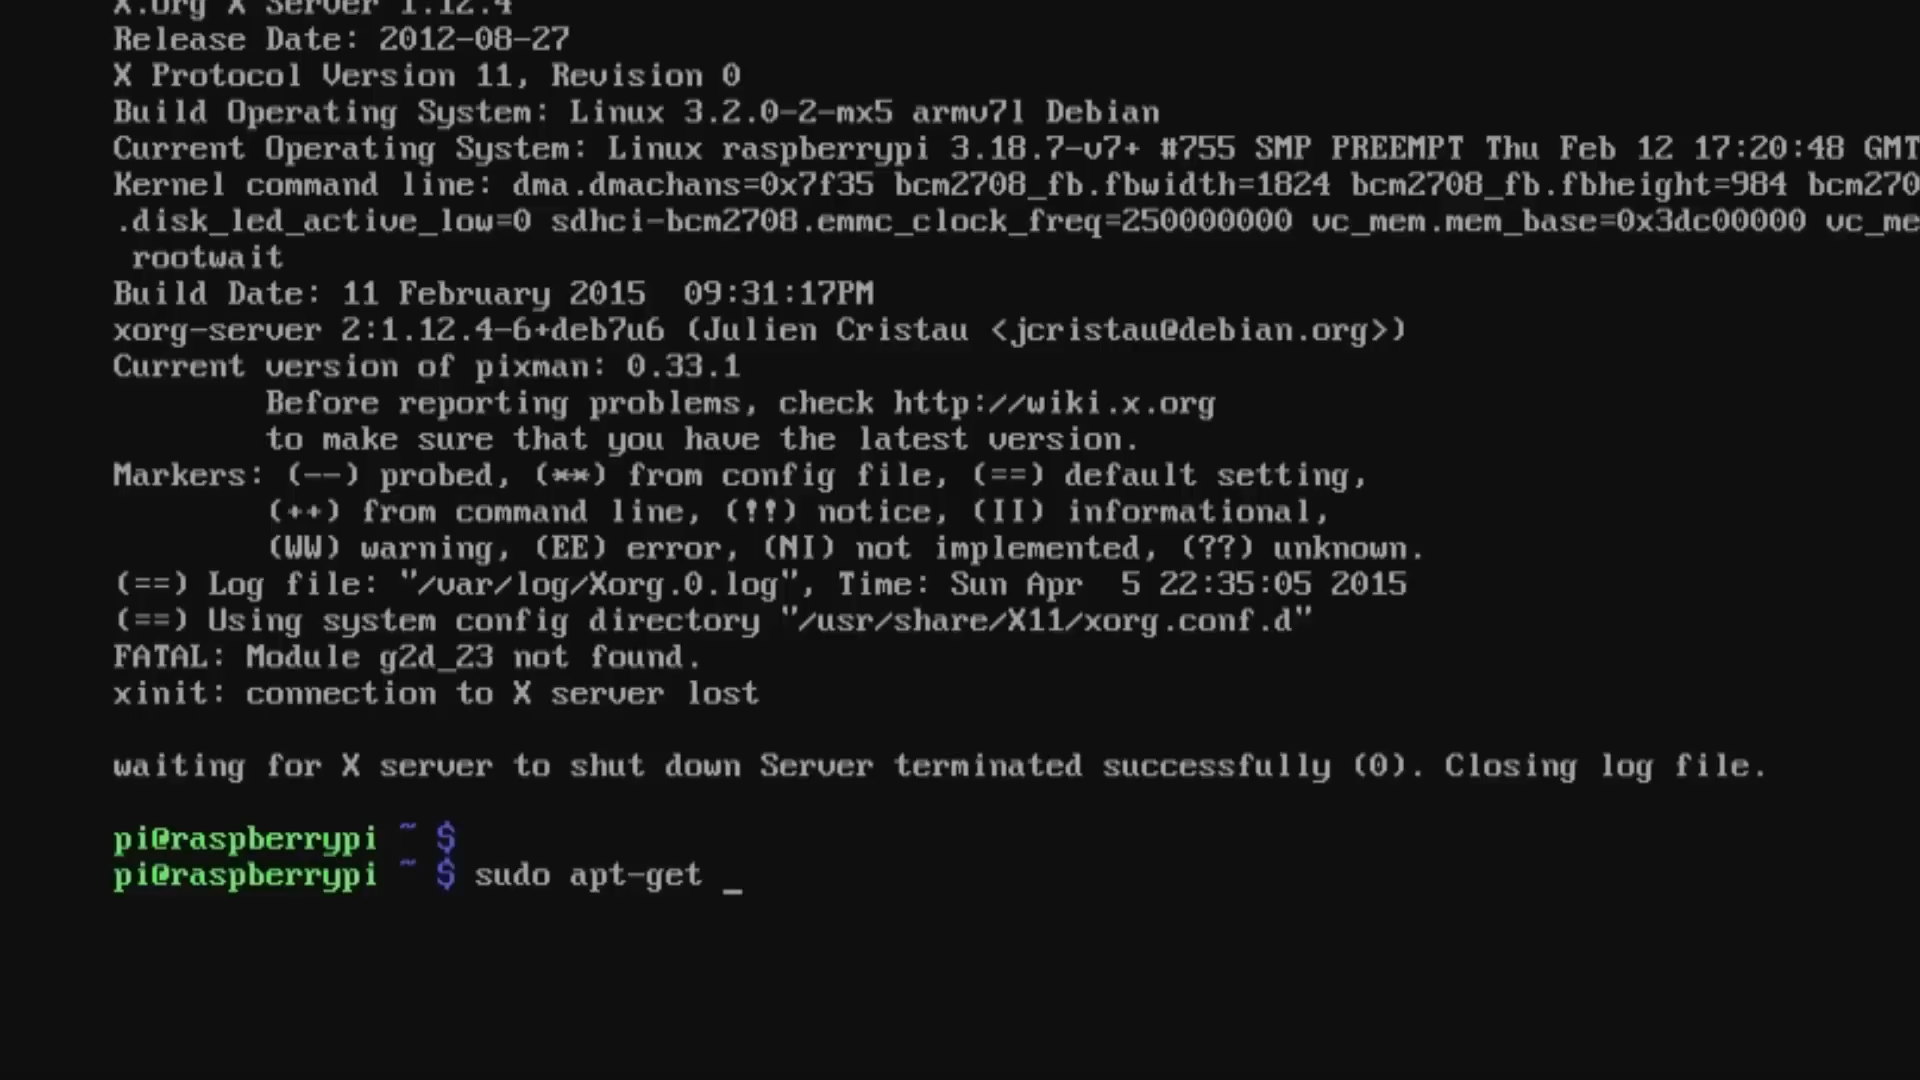 X.Org X Server 1.12.4
Release Date: 2012-08-27
X Protocol Version 11, Revision 0
Build Operating System: Linux 3.2.0-2-mx5 armv7l Debian
Current Operating System: Linux raspberrypi 3.18.7-v7+ #755 SMP PREEMPT Thu Feb 12 17:20:48 GMT
Kernel command line: dma.dmachans=0x7f35 bcm2708_fb.fbwidth=1824 bcm2708_fb.fbheight=984 bcm270
.disk_led_active_low=0 sdhci-bcm2708.emmc_clock_freq=250000000 vc_mem.mem_base=0x3dc00000 vc_me
rootwait
Build Date: 11 February 2015  09:31:17PM
xorg-server 2:1.12.4-6+deb7u6 (Julien Cristau <jcristau@debian.org>)
Current version of pixman: 0.33.1
Before reporting problems, check http://wiki.x.org
to make sure that you have the latest version.
Markers: (--) probed, (**) from config file, (==) default setting,
(++) from command line, (!!) notice, (II) informational,
(WW) warning, (EE) error, (NI) not implemented, (??) unknown.
(==) Log file: "/var/log/Xorg.0.log", Time: Sun Apr  5 22:35:05 2015
(==) Using system config directory "/usr/share/X11/xorg.conf.d"
FATAL: Module g2d_23 not found.
xinit: connection to X server lost
waiting for X server to shut down Server terminated successfully (0). Closing log file.
pi@raspberrypi ~ $
pi@raspberrypi ~ $ sudo apt-get _